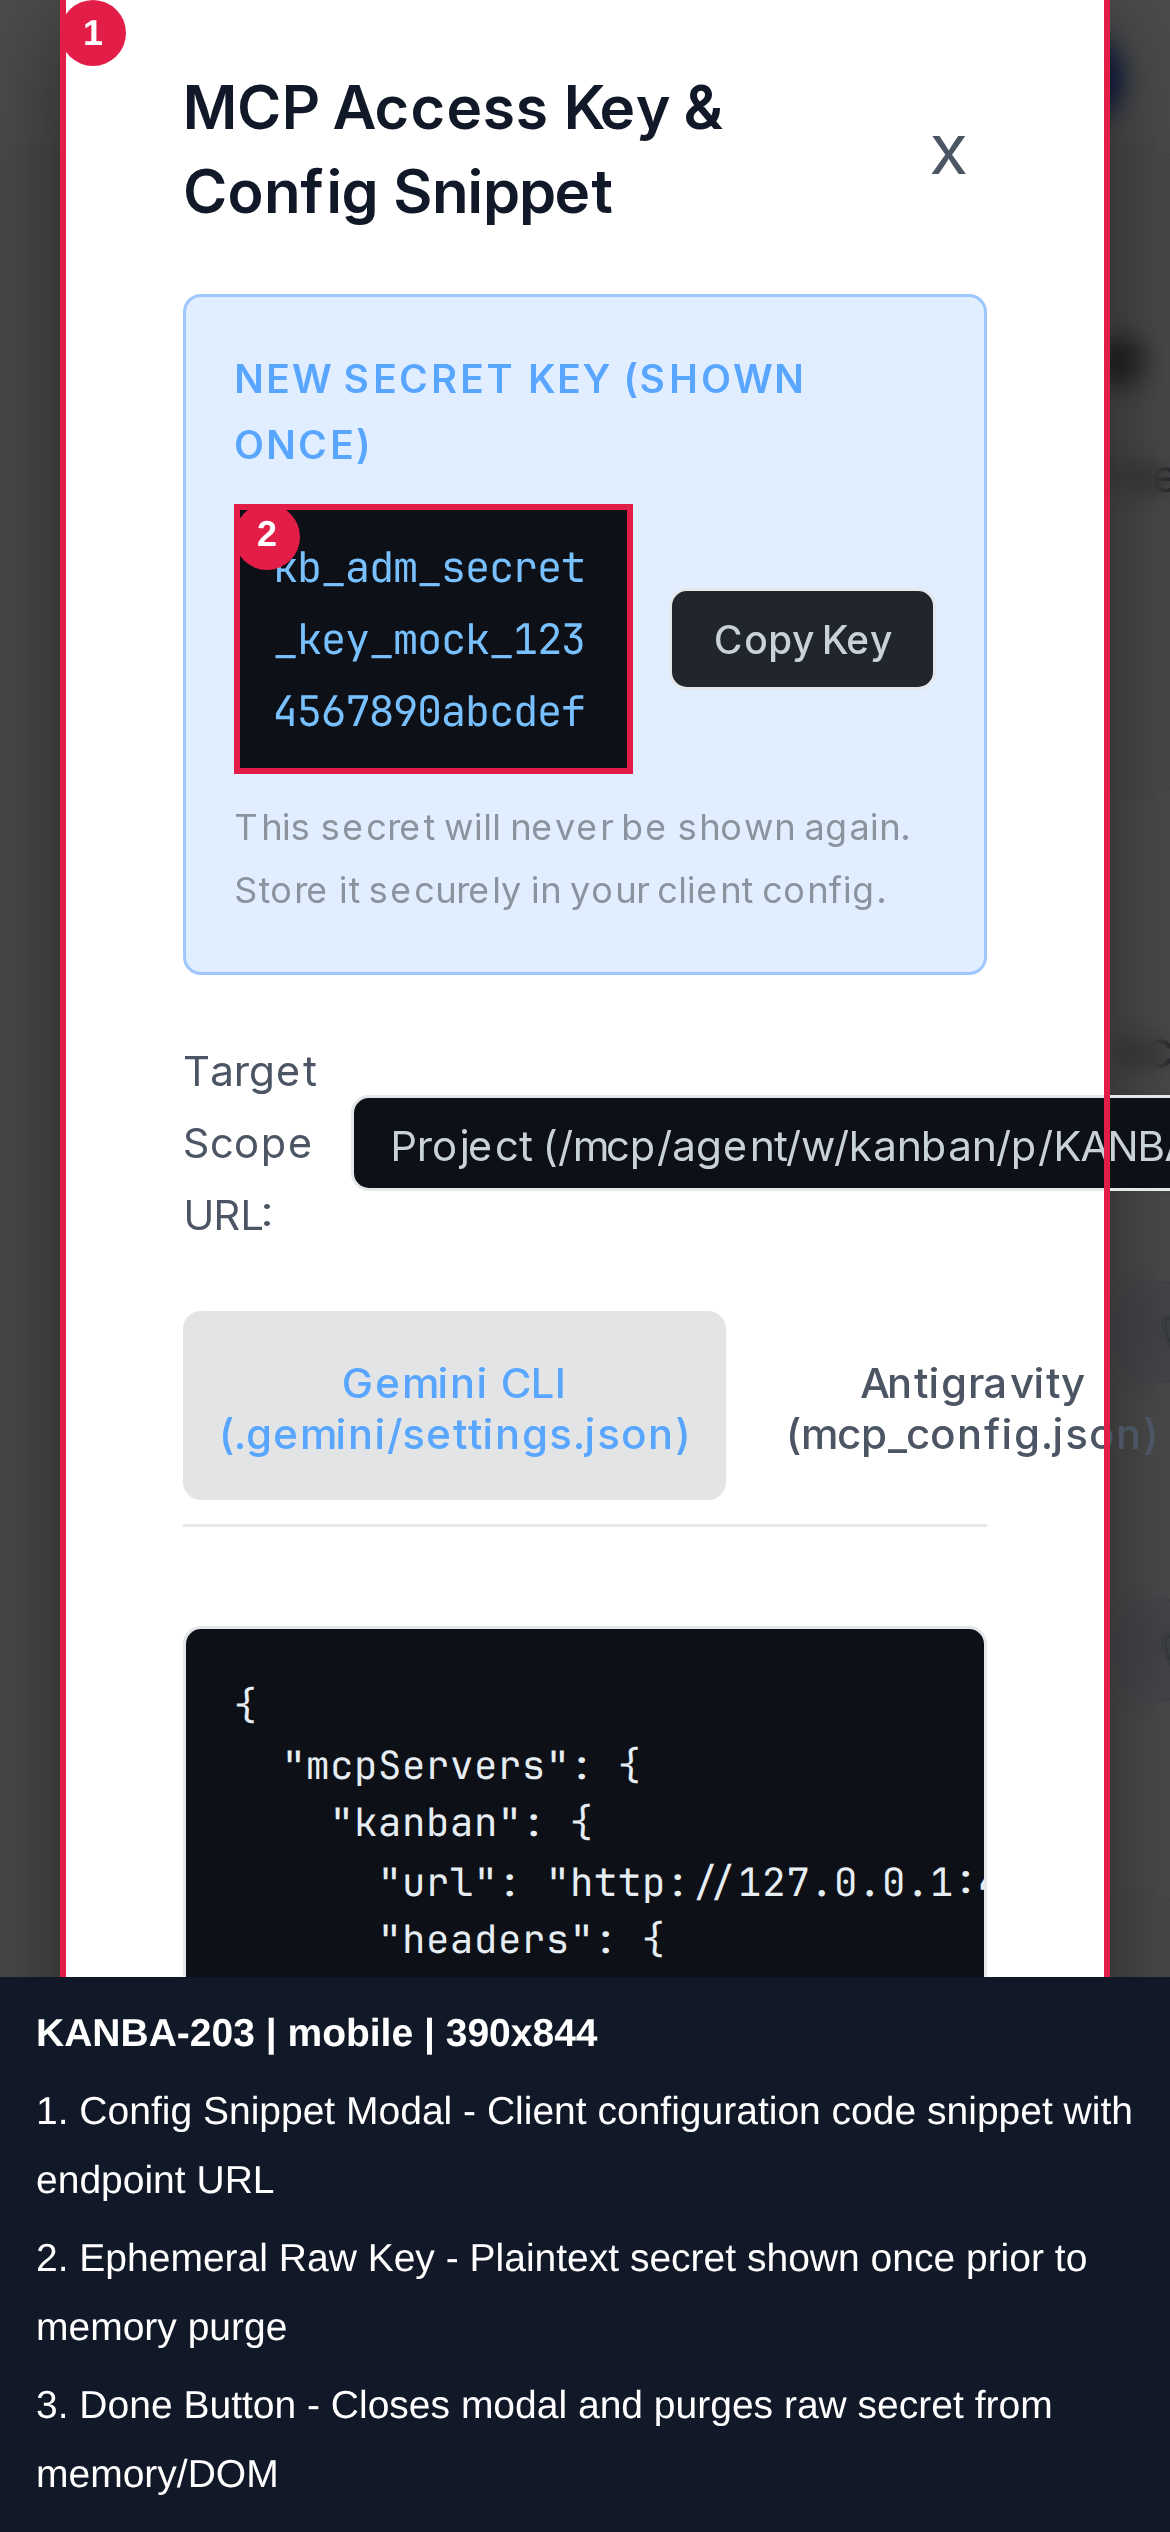 1
MCP Access Key &
Config Snippet
X
NEW SECRET KEY (SHOWN
ONCE)
2
kb_adm_secret
_key_mock_123
4567890abcdef
Copy Key
This secret will never be shown again.
Store it securely in your client config.
Target
Scope
URL:
Project (/mcp/agent/w/kanban/p/KANBA
Gemini CLI
(.gemini/settings.json)
Antigravity
(mcp_config.json)
{
"mcpServers": {
"kanban": {
"url": "http://127.0.0.1:4
"headers": {
KANBA-203 | mobile | 390x844
1. Config Snippet Modal - Client configuration code snippet with
endpoint URL
2. Ephemeral Raw Key - Plaintext secret shown once prior to
memory purge
3. Done Button - Closes modal and purges raw secret from
memory/DOM